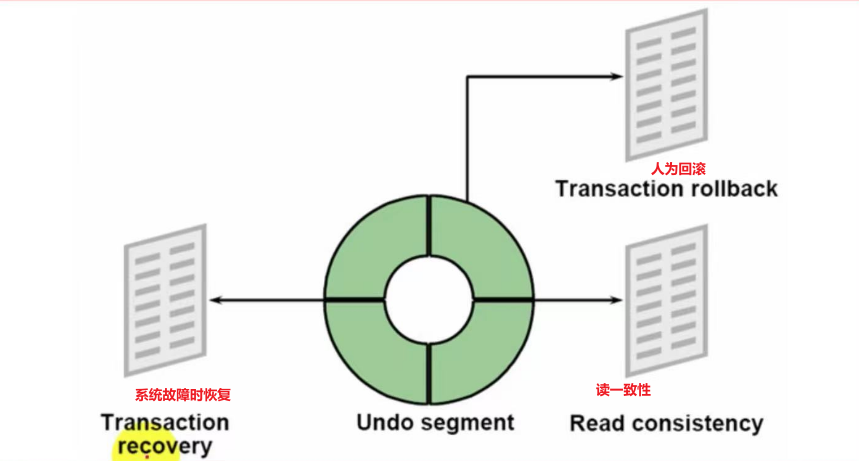 人为回滚
Transaction rollback
系统故障时恢复
Transaction
recovery
Undo segment
读一致性
Read consistency